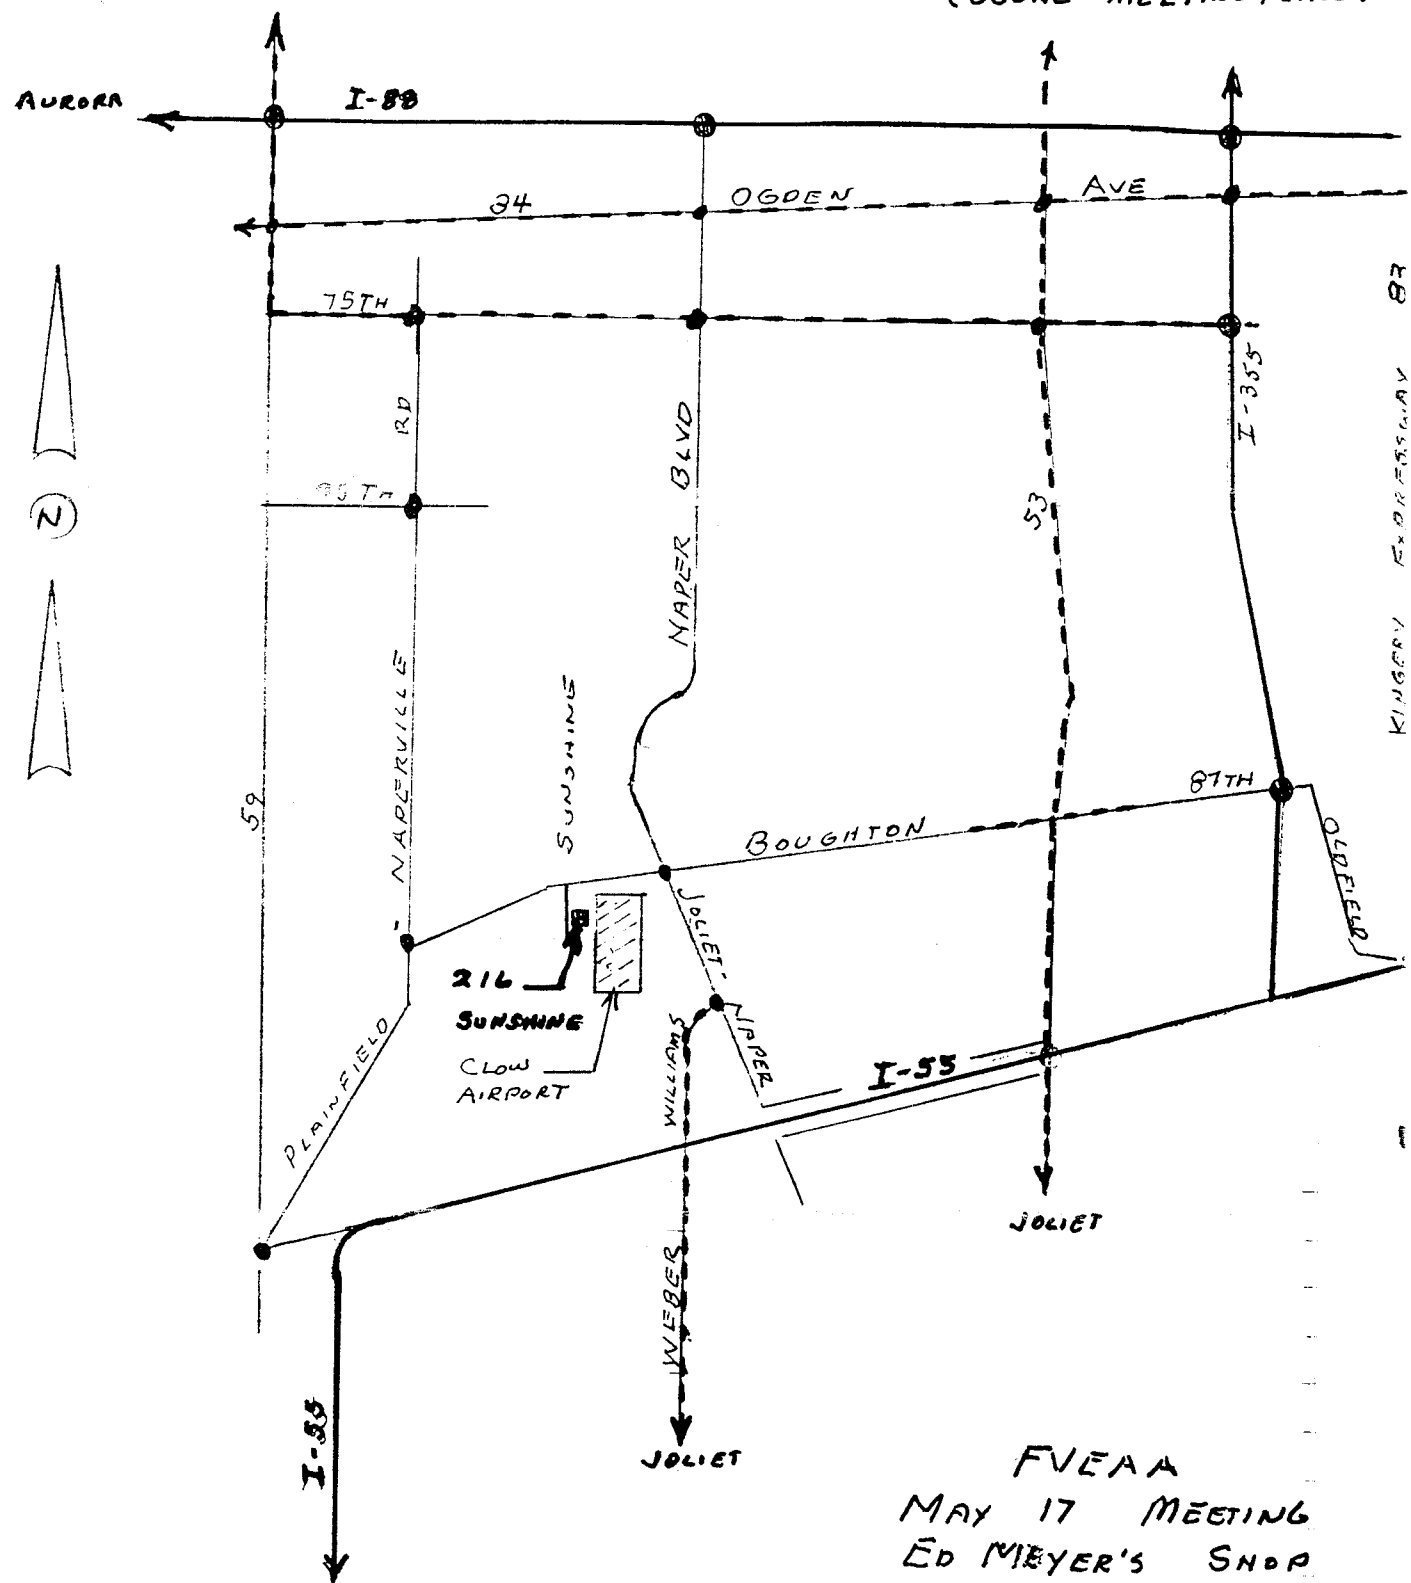 AURORA
I-88
34
OGDEN
AVE
83
75TH
I-355
RD
BLVD
NAPER
53
N
KINGERY EXPRESSWAY
NAPERVILLE
SUNSHINE
59
87TH
BOUGHTON
OLDFIELD
JOLIET-
NAPER
216
SUNSHINE
CLOW
AIRPORT
WILLIAMS
I-55
PLAINFIELD
JOLIET
WEBER
I-55
JOLIET
FVEAA
MAY 17 MEETING
ED MEYER'S SHOP